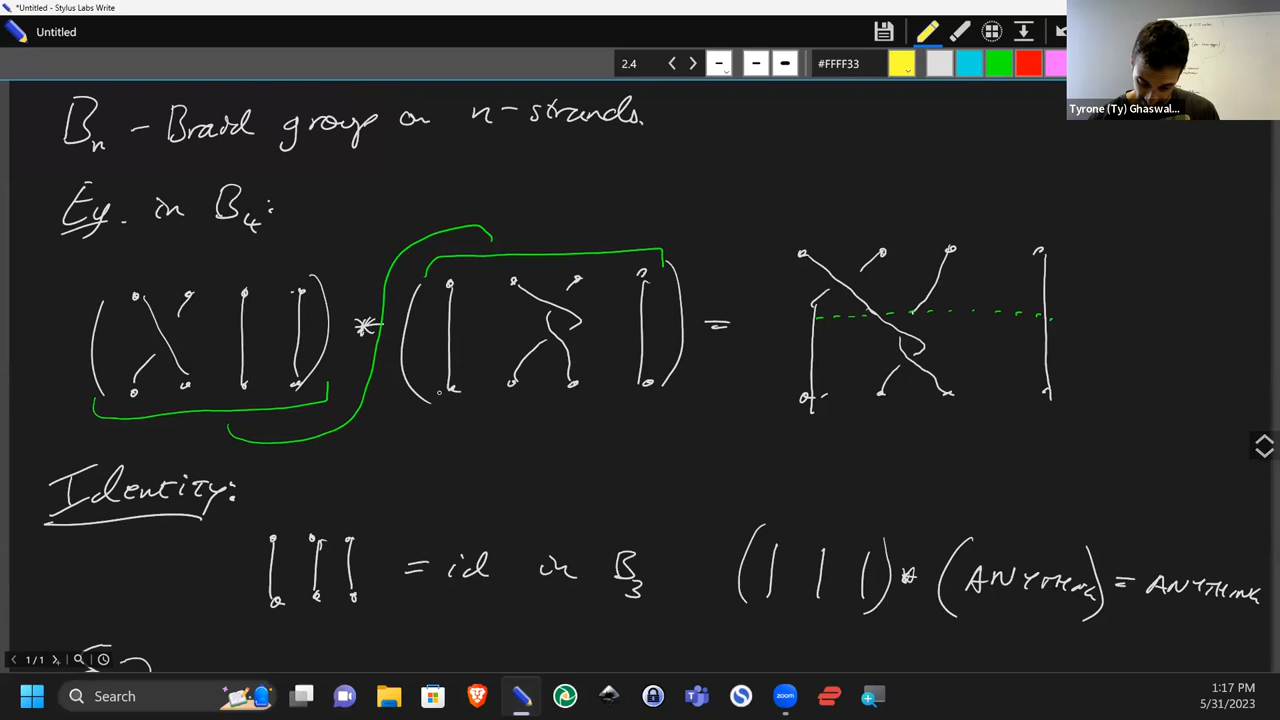 *Untitled - Stylus Labs Write
Untitled
2.4
#FFFF33
Tyrone (Ty) Ghaswal...
Bn - Braid group on n-strands.
Eg. in B4:
( ) * ( ) =
Identity:
= id in B3 ( | | | ) * ( ANYTHING ) = ANYTHING
1/1
Search
zoom
1:17 PM
5/31/2023